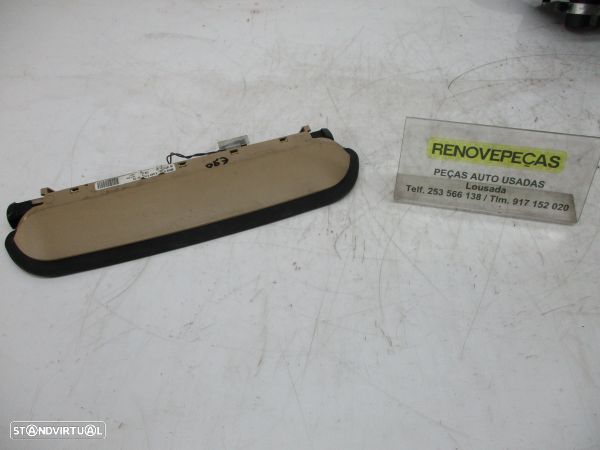 E90
RENOVEPEÇAS
PEÇAS AUTO USADAS
Lousada
Telf. 253 566 138 / Tlm. 917 152 020
STANDVIRTUAL